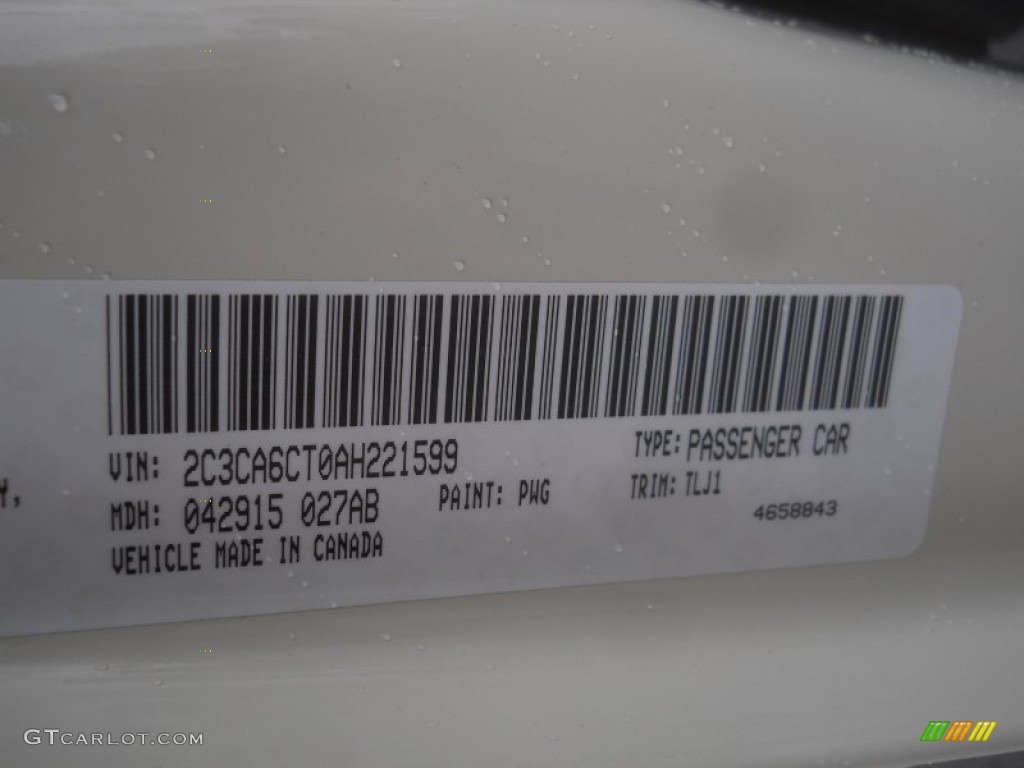 VIN: 2C3CA6CT0AH221599
TYPE: PASSENGER CAR
Y,
MDH: 042915 027AB
PAINT: PWG
TRIM: TLJ1
4658843
VEHICLE MADE IN CANADA
GTCARLOT.COM